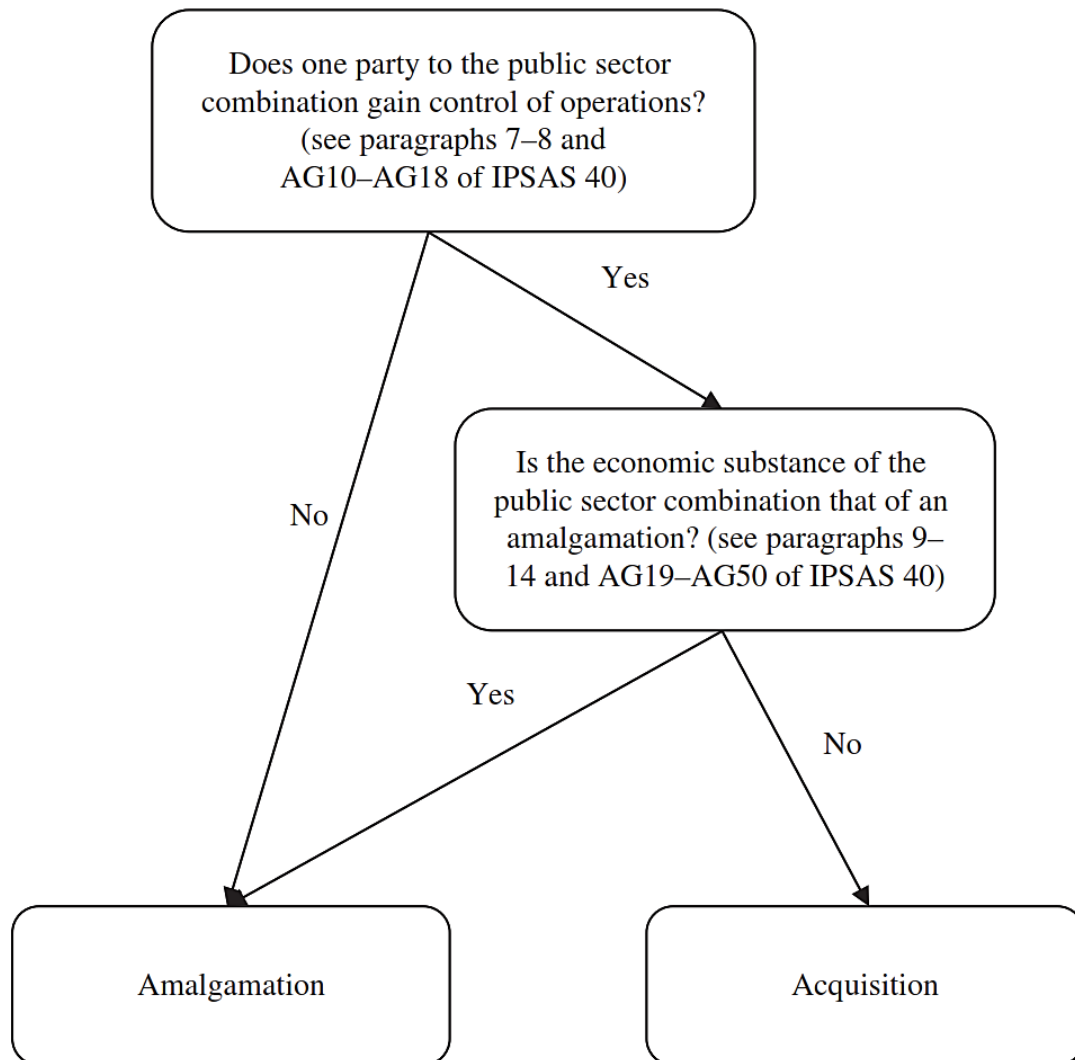 Does one party to the public sector
combination gain control of operations?
(see paragraphs 7–8 and
AG10–AG18 of IPSAS 40)
Yes
Is the economic substance of the
public sector combination that of an
amalgamation? (see paragraphs 9–
14 and AG19–AG50 of IPSAS 40)
No
Yes
No
Amalgamation
Acquisition